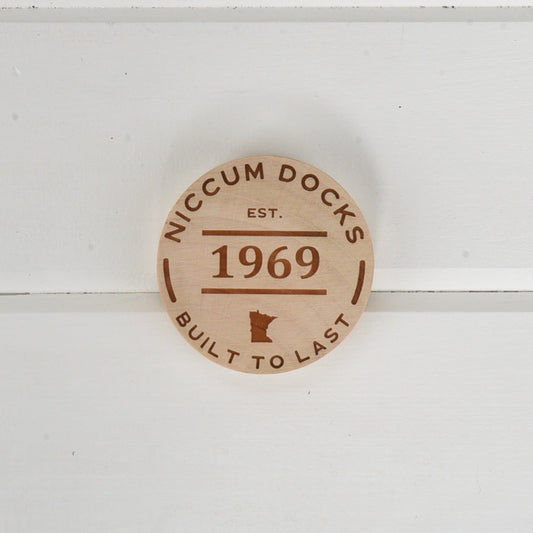 NICCUM DOCKS
EST.
1969
BUILT TO LAST